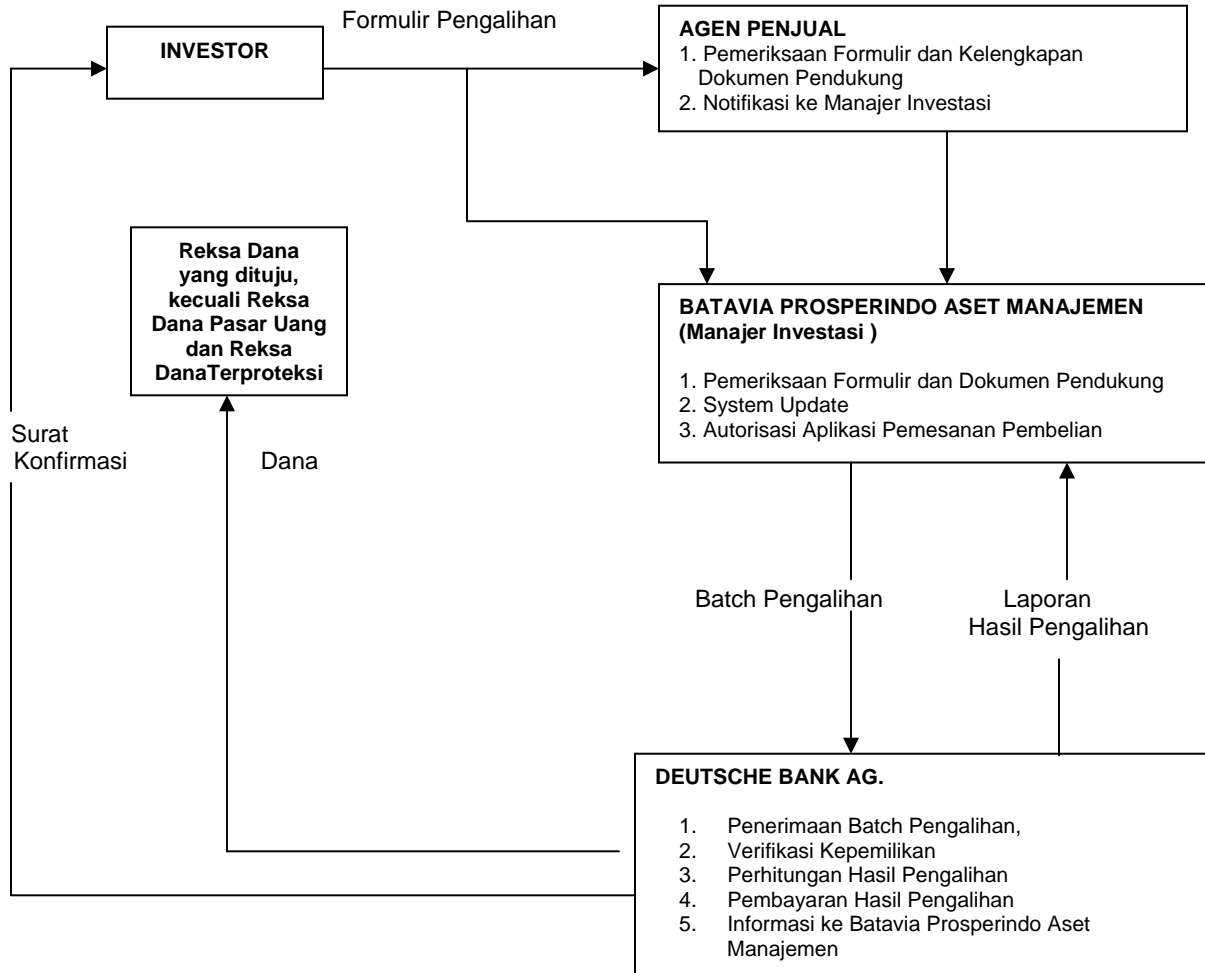 Formulir Pengalihan
INVESTOR
AGEN PENJUAL
1. Pemeriksaan Formulir dan Kelengkapan
Dokumen Pendukung
2. Notifikasi ke Manajer Investasi
Reksa Dana
yang dituju,
kecuali Reksa
Dana Pasar Uang
dan Reksa
DanaTerproteksi
BATAVIA PROSPERINDO ASET MANAJEMEN
(Manajer Investasi )
1. Pemeriksaan Formulir dan Dokumen Pendukung
2. System Update
3. Autorisasi Aplikasi Pemesanan Pembelian
Surat
Konfirmasi
Dana
Batch Pengalihan
Laporan
Hasil Pengalihan
DEUTSCHE BANK AG.
1. Penerimaan Batch Pengalihan,
2. Verifikasi Kepemilikan
3. Perhitungan Hasil Pengalihan
4. Pembayaran Hasil Pengalihan
5. Informasi ke Batavia Prosperindo Aset
Manajemen